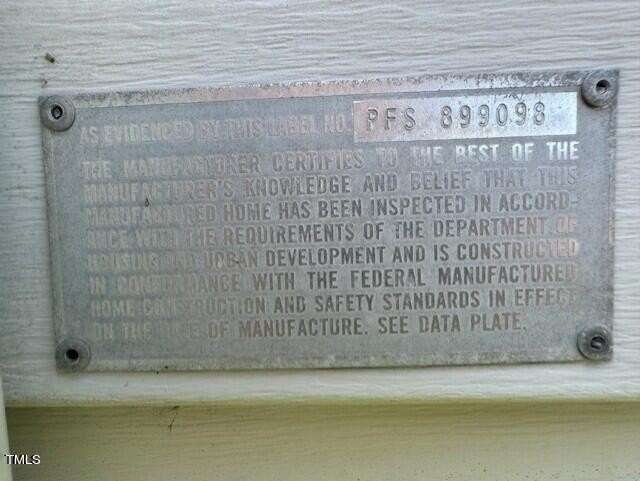 AS EVIDENCED BY THIS LABEL NO. PFS 899098
THE MANUFACTURER CERTIFIES TO THE BEST OF THE
MANUFACTURER'S KNOWLEDGE AND BELIEF THAT THIS
MANUFACTURED HOME HAS BEEN INSPECTED IN ACCORD-
ANCE WITH THE REQUIREMENTS OF THE DEPARTMENT OF
HOUSING AND URBAN DEVELOPMENT AND IS CONSTRUCTED
IN CONFORMANCE WITH THE FEDERAL MANUFACTURED
HOME CONSTRUCTION AND SAFETY STANDARDS IN EFFECT
ON THE DATE OF MANUFACTURE. SEE DATA PLATE.
TMLS